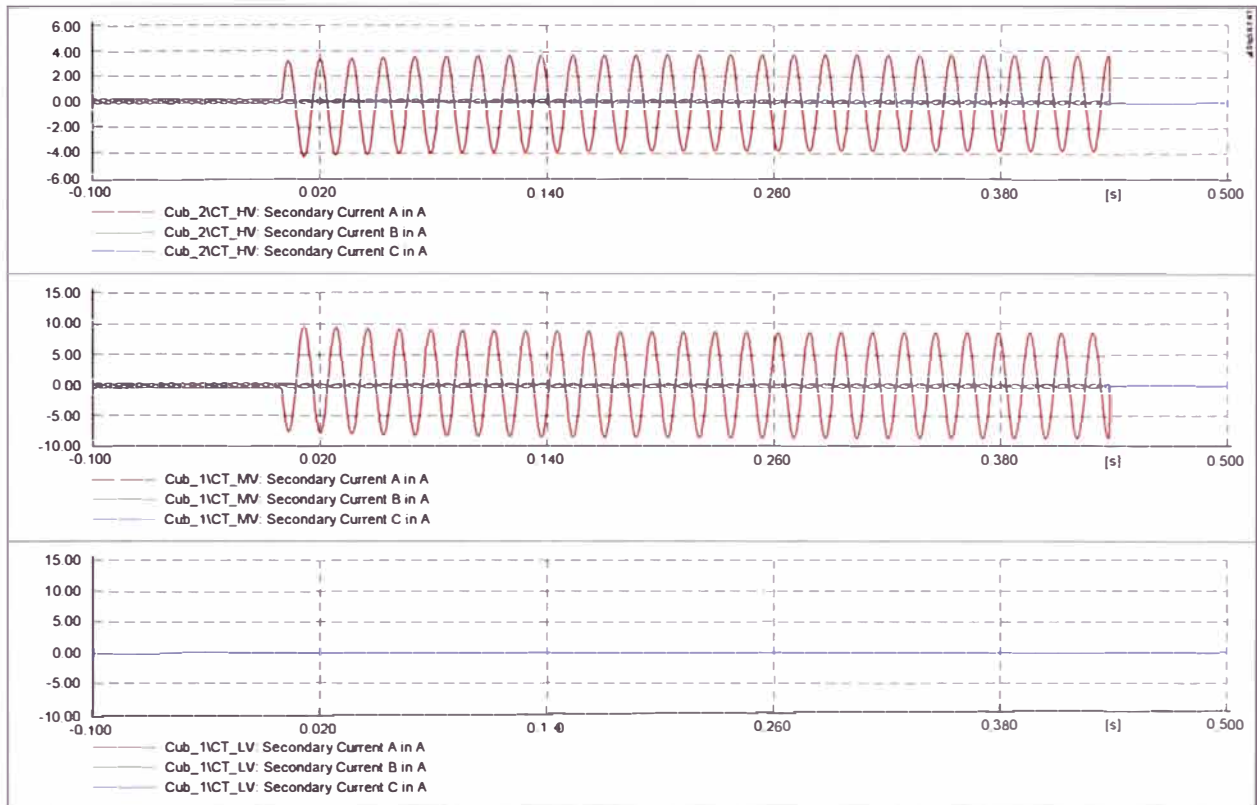 6.00
4.00
2.00
0.00
-2.00
-4.00
-6.00
-0.100 0.020 0.140 0.260 0.380 [s] 0.500
Cub_2\CT_HV: Secondary Current A in A
Cub_2\CT_HV: Secondary Current B in A
Cub_2\CT_HV: Secondary Current C in A
15.00
10.00
5.00
0.00
-5.00
-10.00
-0.100 0.020 0.140 0.260 0.380 [s] 0.500
Cub_1\CT_MV: Secondary Current A in A
Cub_1\CT_MV: Secondary Current B in A
Cub_1\CT_MV: Secondary Current C in A
15.00
10.00
5.00
0.00
-5.00
-10.00
-0.100 0.020 0.260 0.380 [s] 0.500
Cub_1\CT_LV: Secondary Current A in A
Cub_1\CT_LV: Secondary Current B in A
Cub_1\CT_LV: Secondary Current C in A